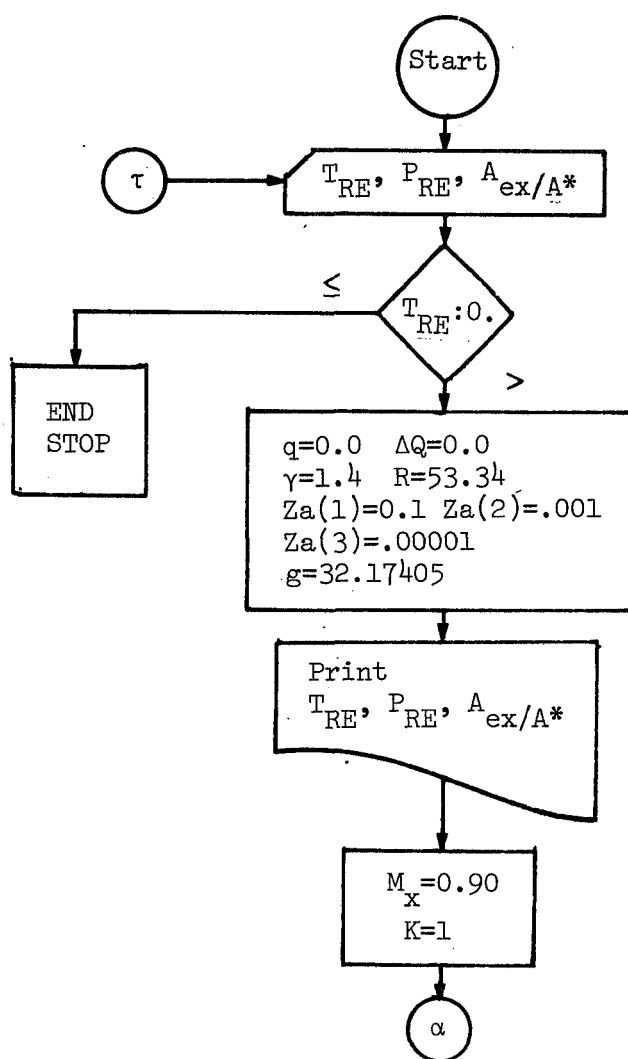 Start
τ
T_RE, P_RE, A_ex/A*
≤
T_RE:0.
>
END
STOP
q=0.0 ΔQ=0.0
γ=1.4 R=53.34
Za(1)=0.1 Za(2)=.001
Za(3)=.00001
g=32.17405
Print
T_RE, P_RE, A_ex/A*
M_x=0.90
K=1
α